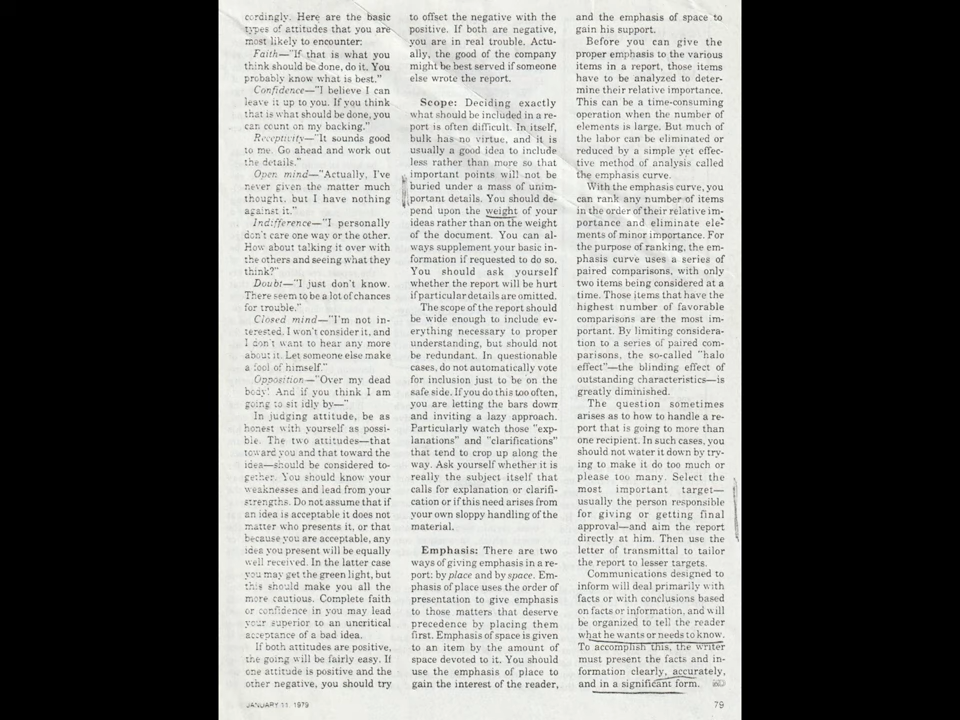 cordingly. Here are the basic
types of attitudes that you are
most likely to encounter:
Faith—"If that is what you
think should be done, do it. You
probably know what is best."
Confidence—"I believe I can
leave it up to you. If you think
that is what should be done, you
can count on my backing."
Receptivity—"It sounds good
to me. Go ahead and work out
the details."
Open mind—"Actually, I've
never given the matter much
thought, but I have nothing
against it."
Indifference—"I personally
don't care one way or the other.
How about talking it over with
the others and seeing what they
think?"
Doubt—"I just don't know.
There seem to be a lot of chances
for trouble."
Closed mind—"I'm not in-
terested. I won't consider it, and
I don't want to hear any more
about it. Let someone else make
a fool of himself."
Opposition—"Over my dead
body! And if you think I am
going to sit idly by—"
In judging attitude, be as
honest with yourself as possi-
ble. The two attitudes—that
toward you and that toward the
idea—should be considered to-
gether. You should know your
weaknesses and lead from your
strengths. Do not assume that if
an idea is acceptable it does not
matter who presents it, or that
because you are acceptable, any
idea you present will be equally
well received. In the latter case
you may get the green light, but
this should make you all the
more cautious. Complete faith
or confidence in you may lead
your superior to an uncritical
acceptance of a bad idea.
If both attitudes are positive,
the going will be fairly easy. If
one attitude is positive and the
other negative, you should try
to offset the negative with the
positive. If both are negative,
you are in real trouble. Actu-
ally, the good of the company
might be best served if someone
else wrote the report.
Scope: Deciding exactly
what should be included in a re-
port is often difficult. In itself,
bulk has no virtue, and it is
usually a good idea to include
less rather than more so that
important points will not be
buried under a mass of unim-
portant details. You should de-
pend upon the weight of your
ideas rather than on the weight
of the document. You can al-
ways supplement your basic in-
formation if requested to do so.
You should ask yourself
whether the report will be hurt
if particular details are omitted.
The scope of the report should
be wide enough to include ev-
erything necessary to proper
understanding, but should not
be redundant. In questionable
cases, do not automatically vote
for inclusion just to be on the
safe side. If you do this too often,
you are letting the bars down
and inviting a lazy approach.
Particularly watch those "exp-
lanations" and "clarifications"
that tend to crop up along the
way. Ask yourself whether it is
really the subject itself that
calls for explanation or clarifi-
cation or if this need arises from
your own sloppy handling of the
material.
Emphasis: There are two
ways of giving emphasis in a re-
port: by place and by space. Em-
phasis of place uses the order of
presentation to give emphasis
to those matters that deserve
precedence by placing them
first. Emphasis of space is given
to an item by the amount of
space devoted to it. You should
use the emphasis of place to
gain the interest of the reader,
and the emphasis of space to
gain his support.
Before you can give the
proper emphasis to the various
items in a report, those items
have to be analyzed to deter-
mine their relative importance.
This can be a time-consuming
operation when the number of
elements is large. But much of
the labor can be eliminated or
reduced by a simple yet effec-
tive method of analysis called
the emphasis curve.
With the emphasis curve, you
can rank any number of items
in the order of their relative im-
portance and eliminate ele-
ments of minor importance. For
the purpose of ranking, the em-
phasis curve uses a series of
paired comparisons, with only
two items being considered at a
time. Those items that have the
highest number of favorable
comparisons are the most im-
portant. By limiting considera-
tion to a series of paired com-
parisons, the so-called "halo
effect"—the blinding effect of
outstanding characteristics—is
greatly diminished.
The question sometimes
arises as to how to handle a re-
port that is going to more than
one recipient. In such cases, you
should not water it down by try-
ing to make it do too much or
please too many. Select the
most important target—
usually the person responsible
for giving or getting final
approval—and aim the report
directly at him. Then use the
letter of transmittal to tailor
the report to lesser targets.
Communications designed to
inform will deal primarily with
facts or with conclusions based
on facts or information, and will
be organized to tell the reader
what he wants or needs to know.
To accomplish this, the writer
must present the facts and in-
formation clearly, accurately,
and in a significant form.
JANUARY 11, 1979
79